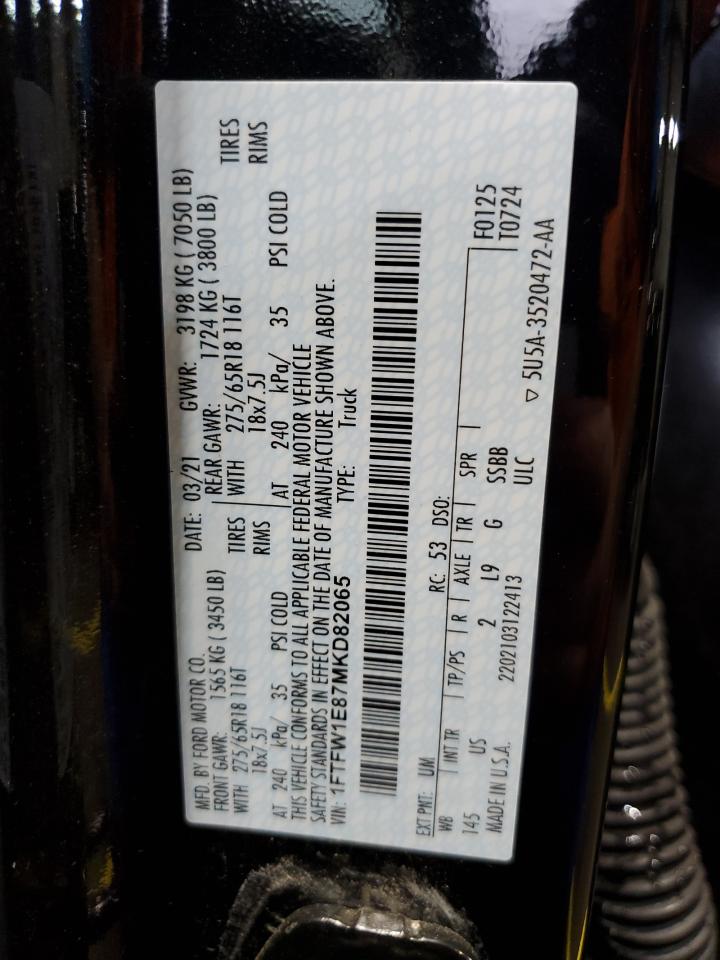 MFD. BY FORD MOTOR CO. DATE: 03/21 GVWR: 3198 KG ( 7050 LB)
FRONT GAWR: 1565 KG ( 3450 LB) REAR GAWR: 1724 KG ( 3800 LB)
WITH 275/65R18 116T TIRES WITH 275/65R18 116T TIRES
18x7.5J RIMS 18x7.5J RIMS
AT 240 kPa/ 35 PSI COLD AT 240 kPa/ 35 PSI COLD
THIS VEHICLE CONFORMS TO ALL APPLICABLE FEDERAL MOTOR VEHICLE
SAFETY STANDARDS IN EFFECT ON THE DATE OF MANUFACTURE SHOWN ABOVE.
VIN: 1FTFW1E87MKD82065 TYPE: Truck
EXT PNT: UM RC: 53 DSO:
WB INT TR TP/PS R AXLE TR SPR F0125
145 US 2 L9 G SSBB T0724
MADE IN U.S.A. 2202103122413 ULC ▽ 5U5A-3520472-AA